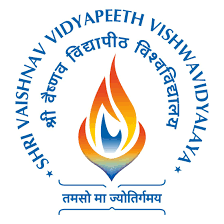 SHRI VAISHNAV VIDYAPEETH VISHWAVIDYALAYA
श्री वैष्णव विद्यापीठ विश्वविद्यालय
तमसो मा ज्योतिर्गमय